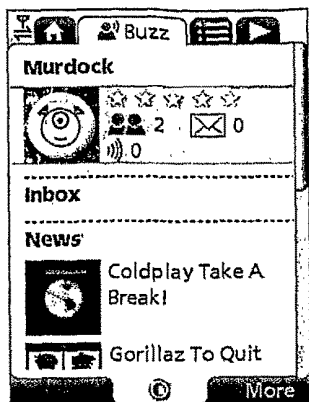 Buzz
Murdock
2 0
0
Inbox
News
Coldplay Take A
Break!
Gorillaz To Quit
More